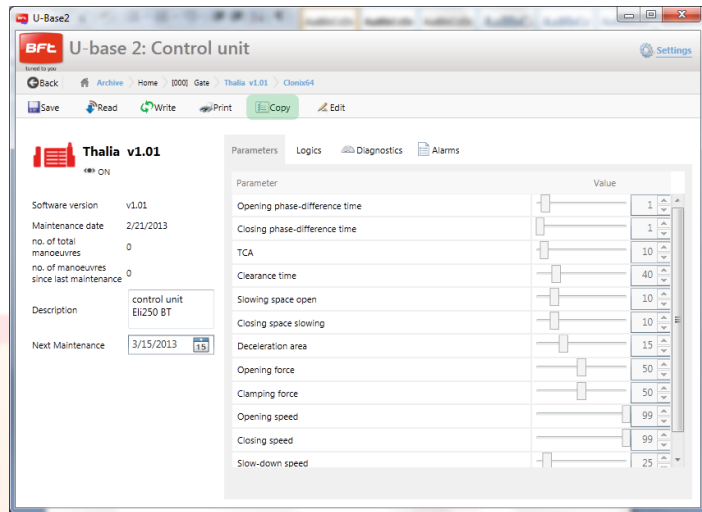 U-Base2
BFt U-base 2: Control unit
tuned to you
Settings
Back Archive Home [000] Gate Thalia v1.01 Clonix64
Save Read Write Print Copy Edit
Thalia v1.01
ON
Software version v1.01
Maintenance date 2/21/2013
no. of total
manoeuvres 0
no. of manoeuvres
since last maintenance 0
Description control unit
Eli250 BT
Next Maintenance 3/15/2013 15
Parameters Logics Diagnostics Alarms
Parameter Value
Opening phase-difference time 1
Closing phase-difference time 1
TCA 10
Clearance time 40
Slowing space open 10
Closing space slowing 10
Deceleration area 15
Opening force 50
Clamping force 50
Opening speed 99
Closing speed 99
Slow-down speed 25